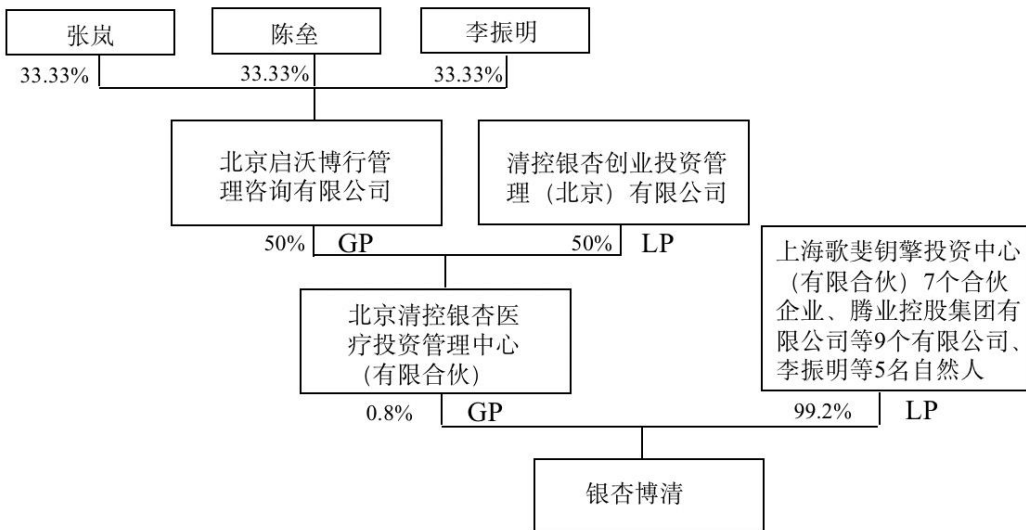 张岚
陈垒
李振明
33.33%
33.33%
33.33%
北京启沃博行管
理咨询有限公司
清控银杏创业投资管
理（北京）有限公司
50%
GP
50%
LP
上海歌斐钥擎投资中心
（有限合伙）7个合伙
企业、腾业控股集团有
限公司等9个有限公司、
李振明等5名自然人
北京清控银杏医
疗投资管理中心
（有限合伙）
0.8%
GP
99.2%
LP
银杏博清